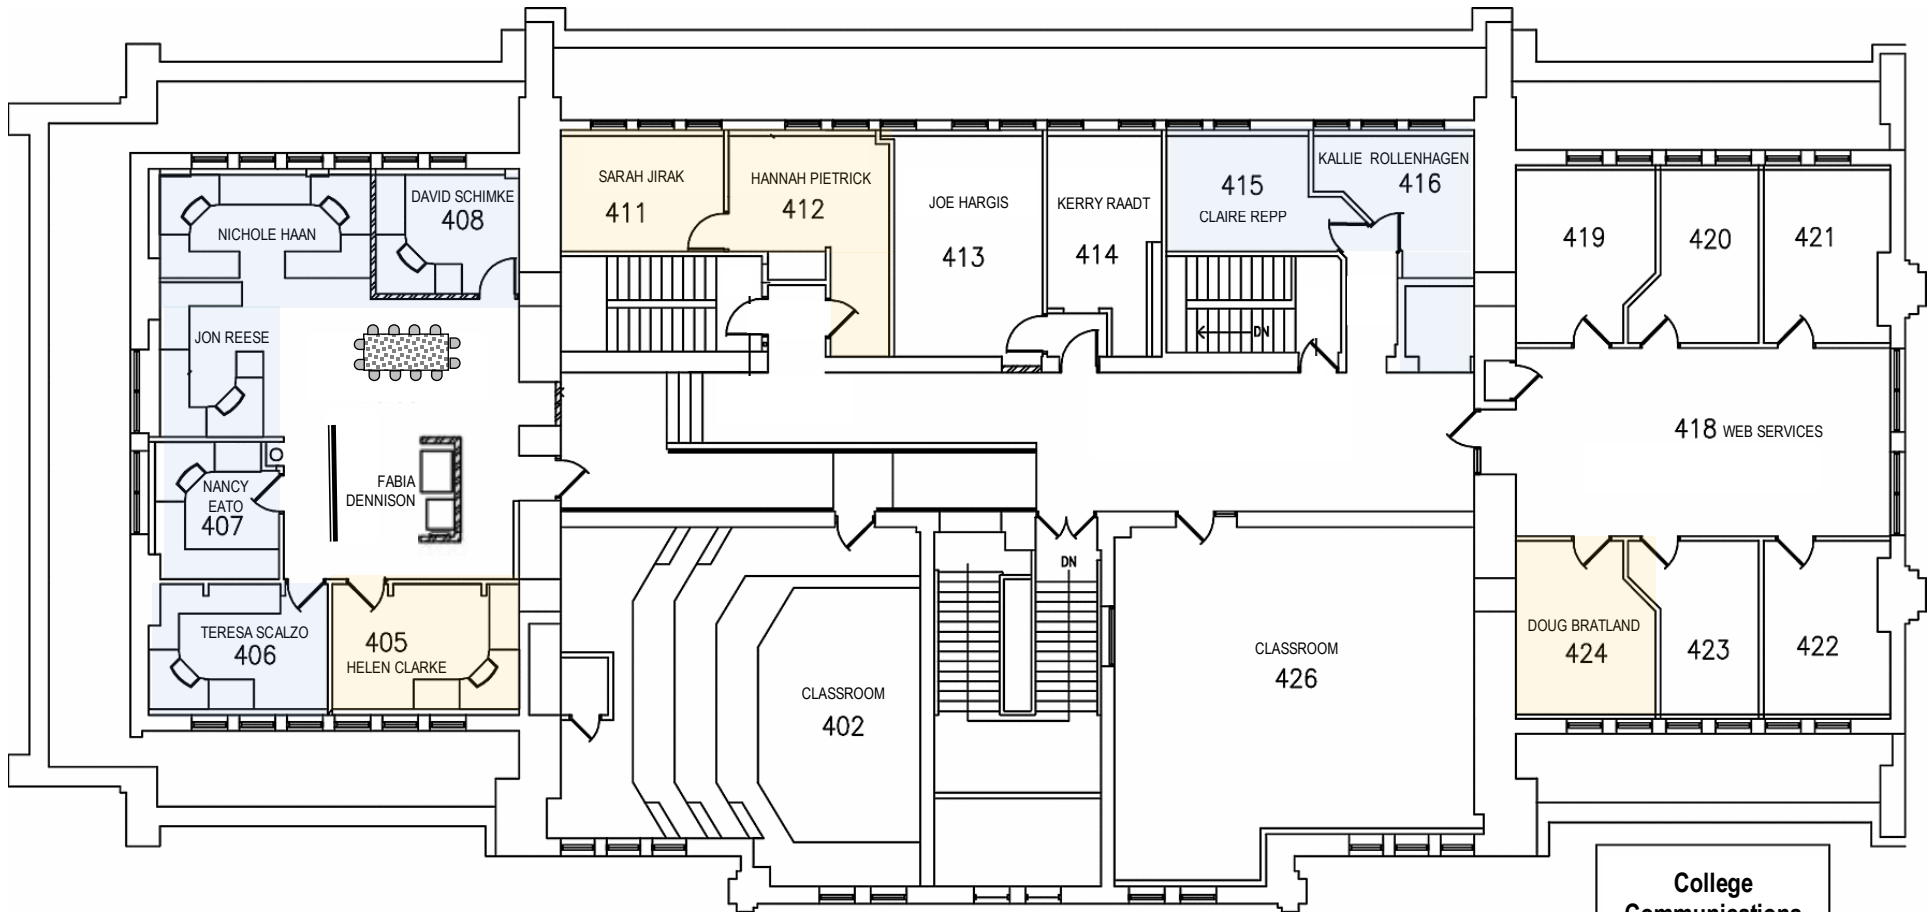 DAVID SCHIMKE
408
NICHOLE HAAN
JON REESE
NANCY
EATO
407
FABIA
DENNISON
TERESA SCALZO
406
405
HELEN CLARKE
SARAH JIRAK
411
HANNAH PIETRICK
412
JOE HARGIS
413
KERRY RAADT
414
415
CLAIRE REPP
KALLIE ROLLENHAGEN
416
DN
419
420
421
418 WEB SERVICES
DOUG BRATLAND
424
423
422
CLASSROOM
402
DN
CLASSROOM
426
College
Communications